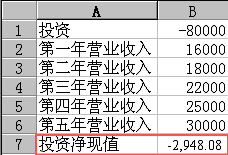 A B
1 投资 -80000
2 第一年营业收入 16000
3 第二年营业收入 18000
4 第三年营业收入 22000
5 第四年营业收入 25000
6 第五年营业收入 30000
7 投资净现值 -2,948.08